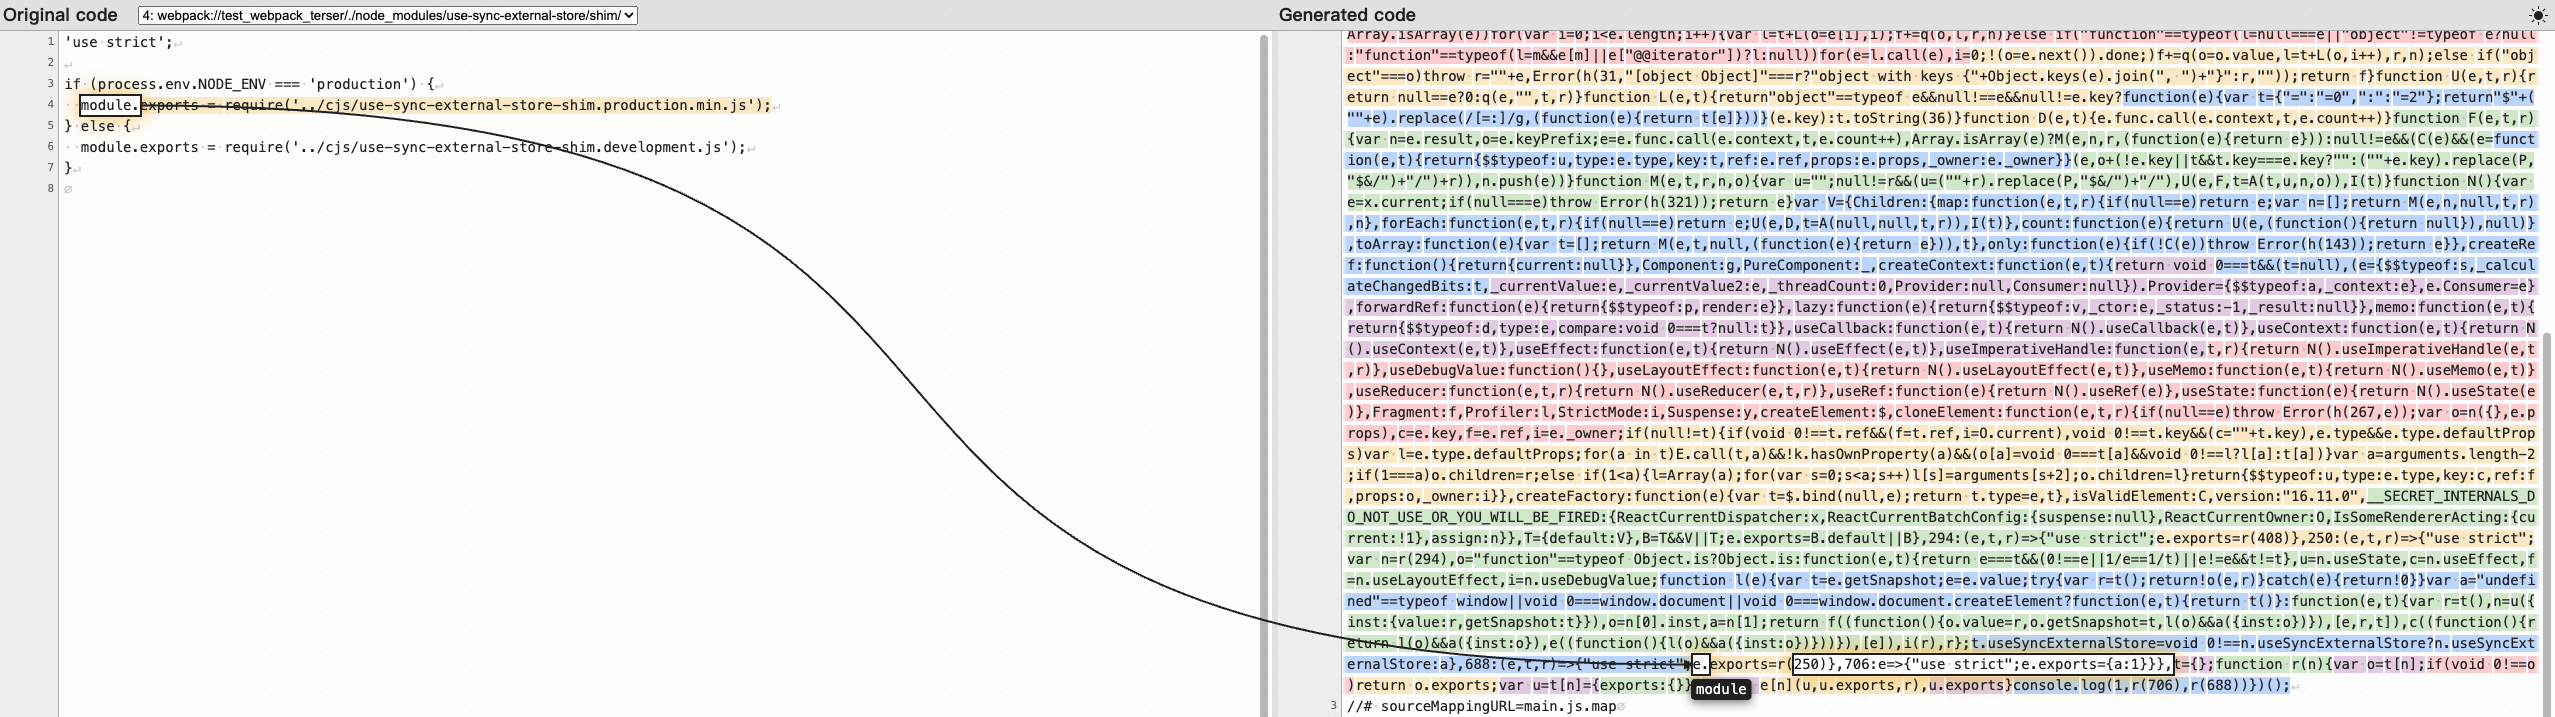 Original code
4: webpack://test_webpack_terser/./node_modules/use-sync-external-store/shim/
Generated code
1 'use strict';↵
2 ↵
3 if (process.env.NODE_ENV === 'production') {↵
4 module.exports = require('../cjs/use-sync-external-store-shim.production.min.js');↵
5 } else {↵
6 module.exports = require('../cjs/use-sync-external-store-shim.development.js');↵
7 }↵
8 ∅
Array.isArray(e))for(var i=0;i<e.length;i++){var l=t+L(o=e[i],i);f+=q(o,l,r,n)}else if("function"==typeof(l=null===e||"object"!=typeof e?null
:"function"==typeof(l=m&&e[m]||e["@@iterator"])?l:null))for(e=l.call(e),i=0;!(o=e.next()).done;)f+=q(o=o.value,l=t+L(o,i++),r,n);else if("obj
ect"===o)throw r=""+e,Error(h(31,"[object Object]"===r?"object with keys {"+Object.keys(e).join(", ")+"}":r,""));return f}function U(e,t,r){r
eturn null==e?0:q(e,"",t,r)}function L(e,t){return"object"==typeof e&&null!==e&&null!=e.key?function(e){var t={"=":"=0",":":"=2"};return"$"+(
""+e).replace(/[=:]/g,(function(e){return t[e]}))}(e.key):t.toString(36)}function D(e,t){e.func.call(e.context,t,e.count++)}function F(e,t,r)
{var n=e.result,o=e.keyPrefix;e=e.func.call(e.context,t,e.count++),Array.isArray(e)?M(e,n,r,(function(e){return e})):null!=e&&(C(e)&&(e=funct
ion(e,t){return{$$typeof:u,type:e.type,key:t,ref:e.ref,props:e.props,_owner:e._owner}}(e,o+(!e.key||t&&t.key===e.key?"":(""+e.key).replace(P,
"$&/")+"/")+r)),n.push(e))}function M(e,t,r,n,o){var u="";null!=r&&(u=(""+r).replace(P,"$&/")+"/"),U(e,F,t=A(t,u,n,o)),I(t)}function N(){var
e=x.current;if(null===e)throw Error(h(321));return e}var V={Children:{map:function(e,t,r){if(null==e)return e;var n=[];return M(e,n,null,t,r)
,n},forEach:function(e,t,r){if(null==e)return e;U(e,D,t=A(null,null,t,r)),I(t)},count:function(e){return U(e,(function(){return null}),null)}
,toArray:function(e){var t=[];return M(e,t,null,(function(e){return e})),t},only:function(e){if(!C(e))throw Error(h(143));return e}},createRe
f:function(){return{current:null}},Component:g,PureComponent:_,createContext:function(e,t){return void 0===t&&(t=null),(e={$$typeof:s,_calcul
ateChangedBits:t,_currentValue:e,_currentValue2:e,_threadCount:0,Provider:null,Consumer:null}).Provider={$$typeof:a,_context:e},e.Consumer=e}
,forwardRef:function(e){return{$$typeof:p,render:e}},lazy:function(e){return{$$typeof:v,_ctor:e,_status:-1,_result:null}},memo:function(e,t){
return{$$typeof:d,type:e,compare:void 0===t?null:t}},useCallback:function(e,t){return N().useCallback(e,t)},useContext:function(e,t){return N
().useContext(e,t)},useEffect:function(e,t){return N().useEffect(e,t)},useImperativeHandle:function(e,t,r){return N().useImperativeHandle(e,t
,r)},useDebugValue:function(){},useLayoutEffect:function(e,t){return N().useLayoutEffect(e,t)},useMemo:function(e,t){return N().useMemo(e,t)}
,useReducer:function(e,t,r){return N().useReducer(e,t,r)},useRef:function(e){return N().useRef(e)},useState:function(e){return N().useState(e
)},Fragment:f,Profiler:l,StrictMode:i,Suspense:y,createElement:$,cloneElement:function(e,t,r){if(null==e)throw Error(h(267,e));var o=n({},e.p
rops),c=e.key,f=e.ref,i=e._owner;if(null!=t){if(void 0!==t.ref&&(f=t.ref,i=O.current),void 0!==t.key&&(c=""+t.key),e.type&&e.type.defaultProp
s)var l=e.type.defaultProps;for(a in t)E.call(t,a)&&!k.hasOwnProperty(a)&&(o[a]=void 0===t[a]&&void 0!==l?l[a]:t[a])}var a=arguments.length-2
;if(1===a)o.children=r;else if(1<a){l=Array(a);for(var s=0;s<a;s++)l[s]=arguments[s+2];o.children=l}return{$$typeof:u,type:e.type,key:c,ref:f
,props:o,_owner:i}},createFactory:function(e){var t=$.bind(null,e);return t.type=e,t},isValidElement:C,version:"16.11.0",__SECRET_INTERNALS_D
O_NOT_USE_OR_YOU_WILL_BE_FIRED:{ReactCurrentDispatcher:x,ReactCurrentBatchConfig:{suspense:null},ReactCurrentOwner:O,IsSomeRendererActing:{cu
rrent:!1},assign:n}},T={default:V},B=T&&V||T;e.exports=B.default||B},294:(e,t,r)=>{"use strict";e.exports=r(408)},250:(e,t,r)=>{"use strict";
var n=r(294),o="function"==typeof Object.is?Object.is:function(e,t){return e===t&&(0!==e||1/e==1/t)||e!=e&&t!=t},u=n.useState,c=n.useEffect,f
=n.useLayoutEffect,i=n.useDebugValue;function l(e){var t=e.getSnapshot;e=e.value;try{var r=t();return!o(e,r)}catch(e){return!0}}var a="undefi
ned"==typeof window||void 0===window.document||void 0===window.document.createElement?function(e,t){return t()}:function(e,t){var r=t(),n=u({
inst:{value:r,getSnapshot:t}}),o=n[0].inst,a=n[1];return f((function(){o.value=r,o.getSnapshot=t,l(o)&&a({inst:o})}),[e,r,t]),c((function(){r
eturn l(o)&&a({inst:o}),e((function(){l(o)&&a({inst:o})}))}),[e]),i(r),r};t.useSyncExternalStore=void 0!==n.useSyncExternalStore?n.useSyncExt
ernalStore:a},688:(e,t,r)=>{"use strict";e.exports=r(250)},706:e=>{"use strict";e.exports={a:1}}},t={};function r(n){var o=t[n];if(void 0!==o
)return o.exports;var u=t[n]={exports:{}} e[n](u,u.exports,r),u.exports}console.log(1,r(706),r(688))})();↵
module
3 //# sourceMappingURL=main.js.map∅